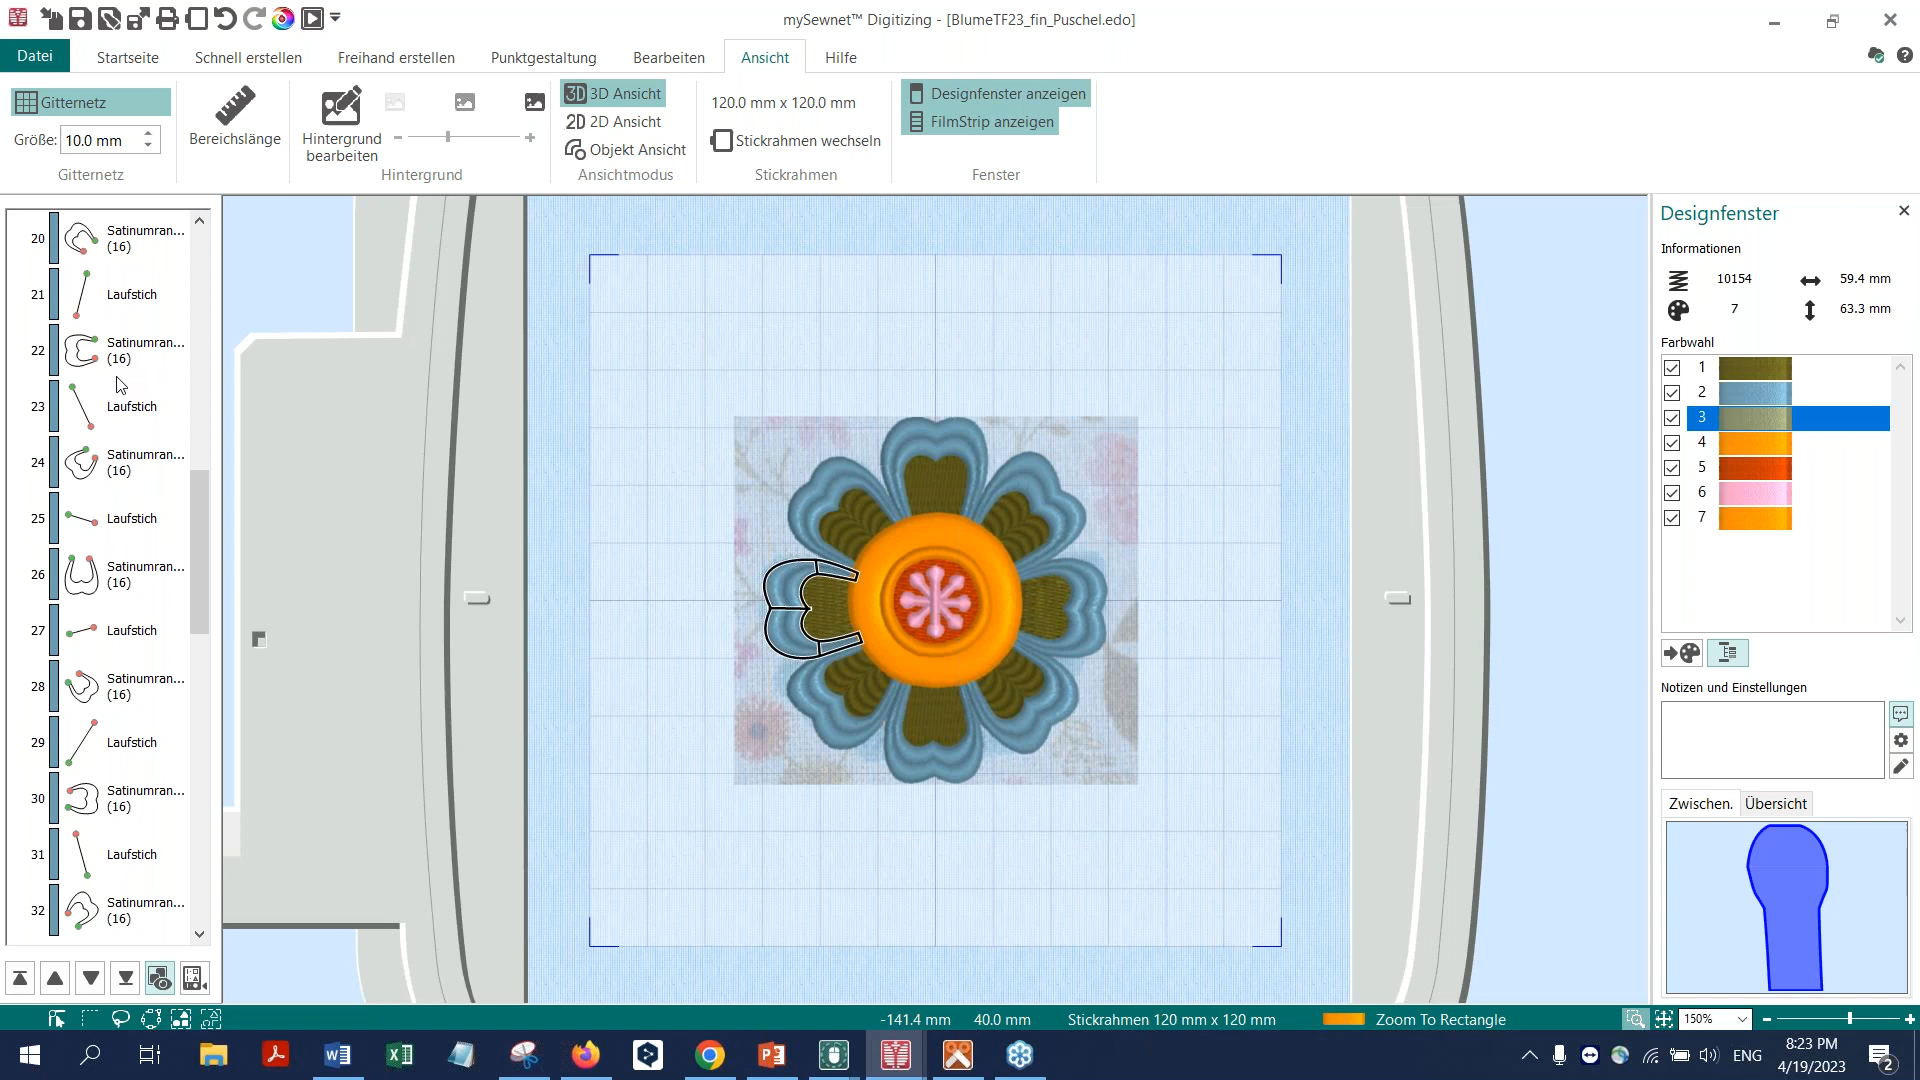 mySewnet™ Digitizing - [BlumeTF23_fin_Puschel.edo]
Datei Startseite Schnell erstellen Freihand erstellen Punktgestaltung Bearbeiten Ansicht Hilfe
Gitternetz
Größe: 10.0 mm
Gitternetz
Bereichslänge
Hintergrund
bearbeiten
Hintergrund
3D 3D Ansicht
2D 2D Ansicht
Objekt Ansicht
Ansichtmodus
120.0 mm x 120.0 mm
Stickrahmen wechseln
Stickrahmen
Designfenster anzeigen
FilmStrip anzeigen
Fenster
20 Satinumran...
(16)
21 Laufstich
22 Satinumran...
(16)
23 Laufstich
24 Satinumran...
(16)
25 Laufstich
26 Satinumran...
(16)
27 Laufstich
28 Satinumran...
(16)
29 Laufstich
30 Satinumran...
(16)
31 Laufstich
32 Satinumran...
(16)
Designfenster
Informationen
10154 59.4 mm
7 63.3 mm
Farbwahl
1
2
3
4
5
6
7
Notizen und Einstellungen
Zwischen. Übersicht
-141.4 mm 40.0 mm Stickrahmen 120 mm x 120 mm Zoom To Rectangle 150%
ENG
8:23 PM
4/19/2023
2